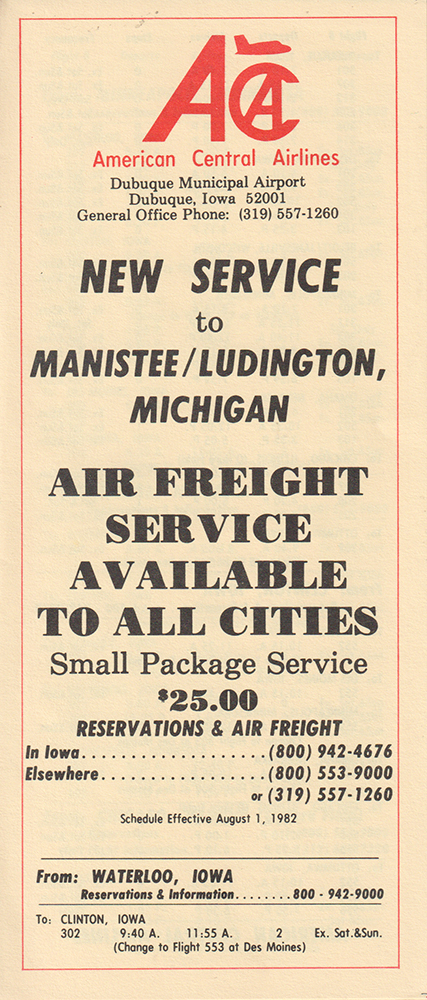 ACA
American Central Airlines
Dubuque Municipal Airport
Dubuque, Iowa 52001
General Office Phone: (319) 557-1260
NEW SERVICE
to
MANISTEE/LUDINGTON,
MICHIGAN
AIR FREIGHT
SERVICE
AVAILABLE
TO ALL CITIES
Small Package Service
$25.00
RESERVATIONS & AIR FREIGHT
In Iowa...................(800) 942-4676
Elsewhere.................(800) 553-9000
or (319) 557-1260
Schedule Effective August 1, 1982
From: WATERLOO, IOWA
Reservations & Information........800 - 942-9000
To: CLINTON, IOWA
302 9:40 A. 11:55 A. 2 Ex. Sat.&Sun.
(Change to Flight 553 at Des Moines)